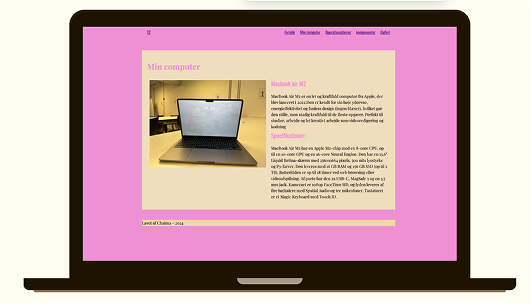 Forside Min computer Operativsystemer komponenter Galleri
Min computer
Macbook air M2
MacBook Air M2 er en let og kraftfuld computer fra Apple, der
blev lanceret i 2022. Den er kendt for sin høje ydeevne,
energieffektivitet og fanless design (ingen blæser), hvilket gør
den stille, men stadig kraftfuld til de fleste opgaver. Perfekt til
studier, arbejde og let kreativt arbejde som videoredigering og
kodning
Specifikationer:
MacBook Air M2 har en Apple M2-chip med en 8-core CPU, op
til en 10-core GPU og en 16-core Neural Engine. Den har en 13,6"
Liquid Retina-skærm med 2560x1664 pixels, 500 nits lysstyrke
og P3-farver. Den leveres med 16 GB RAM og 256 GB SSD (op til 2
TB). Batteritiden er op til 18 timer ved web-browsing eller
videoafspilning. Af porte har den 2x USB-C, MagSafe 3 og en 3,5
mm jack. Kameraet er 1080p FaceTime HD, og lyden leveres af
fire højttalere med Spatial Audio og tre mikrofoner. Tastaturet
er et Magic Keyboard med Touch ID.
Lavet af Chaima - 2024